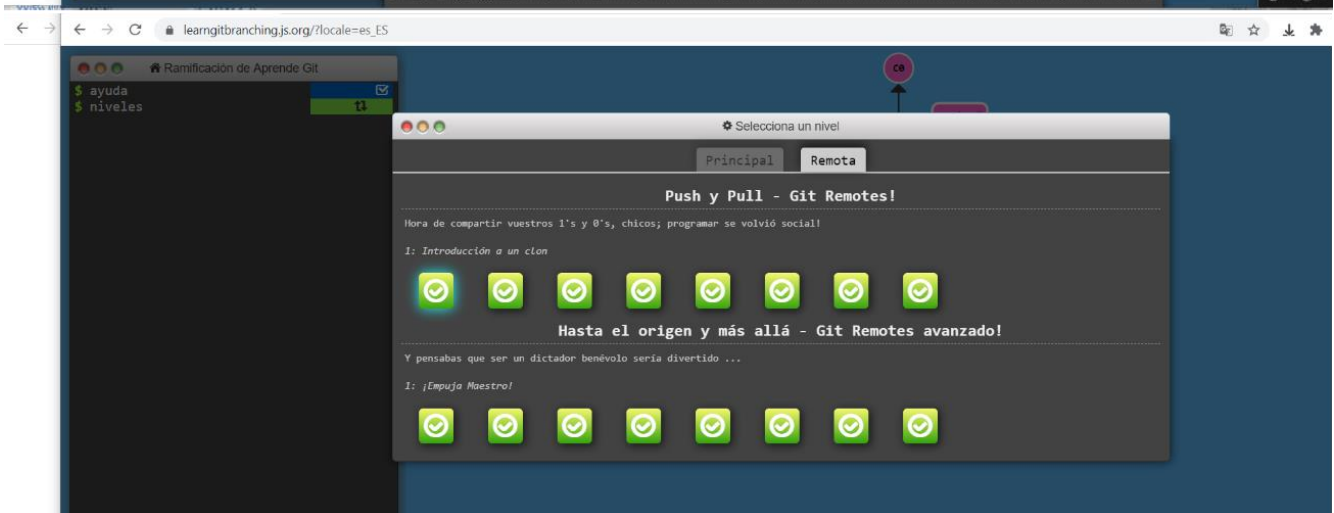 learngitbranching.js.org/?locale=es_ES
Ramificación de Aprende Git
$ ayuda
$ niveles
c0
Selecciona un nivel
Principal Remota
Push y Pull - Git Remotes!
Hora de compartir vuestros 1's y 0's, chicos; programar se volvió social!
1: Introducción a un clon
Hasta el origen y más allá - Git Remotes avanzado!
Y pensabas que ser un dictador benévolo sería divertido ...
1: ¡Empuja Maestro!